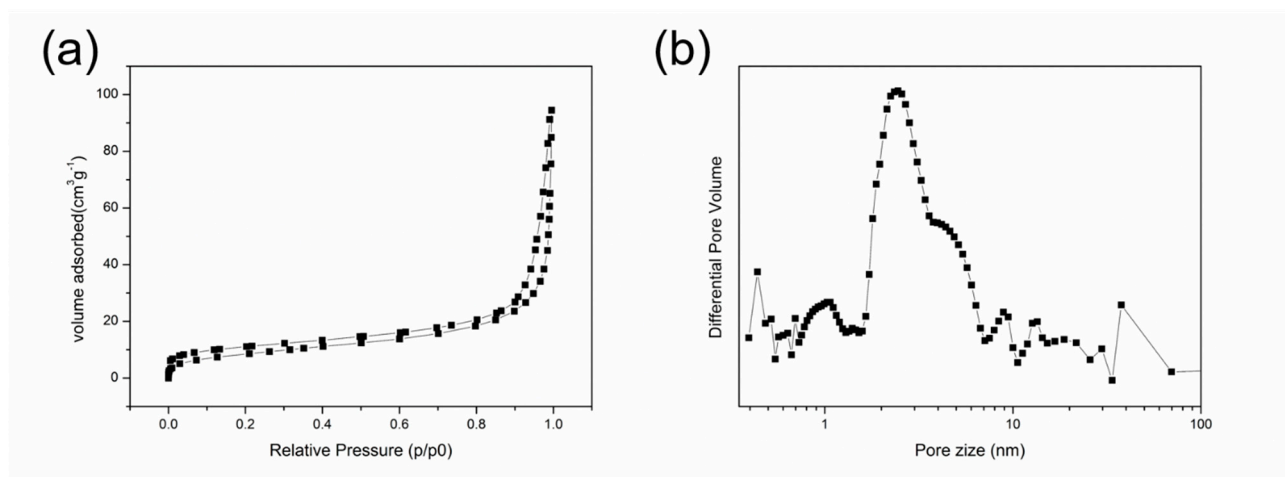 (a)
100
80
60
40
20
0
volume adsorbed(cm³g⁻¹)
0.0 0.2 0.4 0.6 0.8 1.0
Relative Pressure (p/p0)
(b)
Differential Pore Volume
1 10 100
Pore zize (nm)